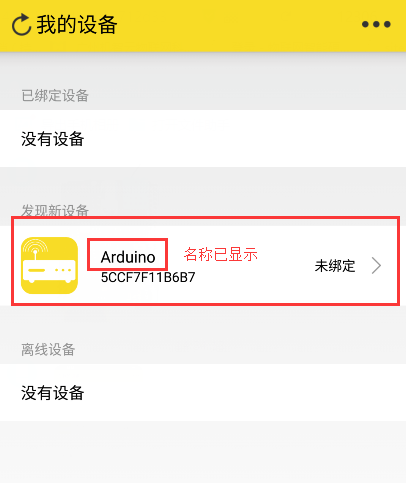 我的设备
已绑定设备
没有设备
发现新设备
Arduino
名称已显示
5CCF7F11B6B7
未绑定
离线设备
没有设备